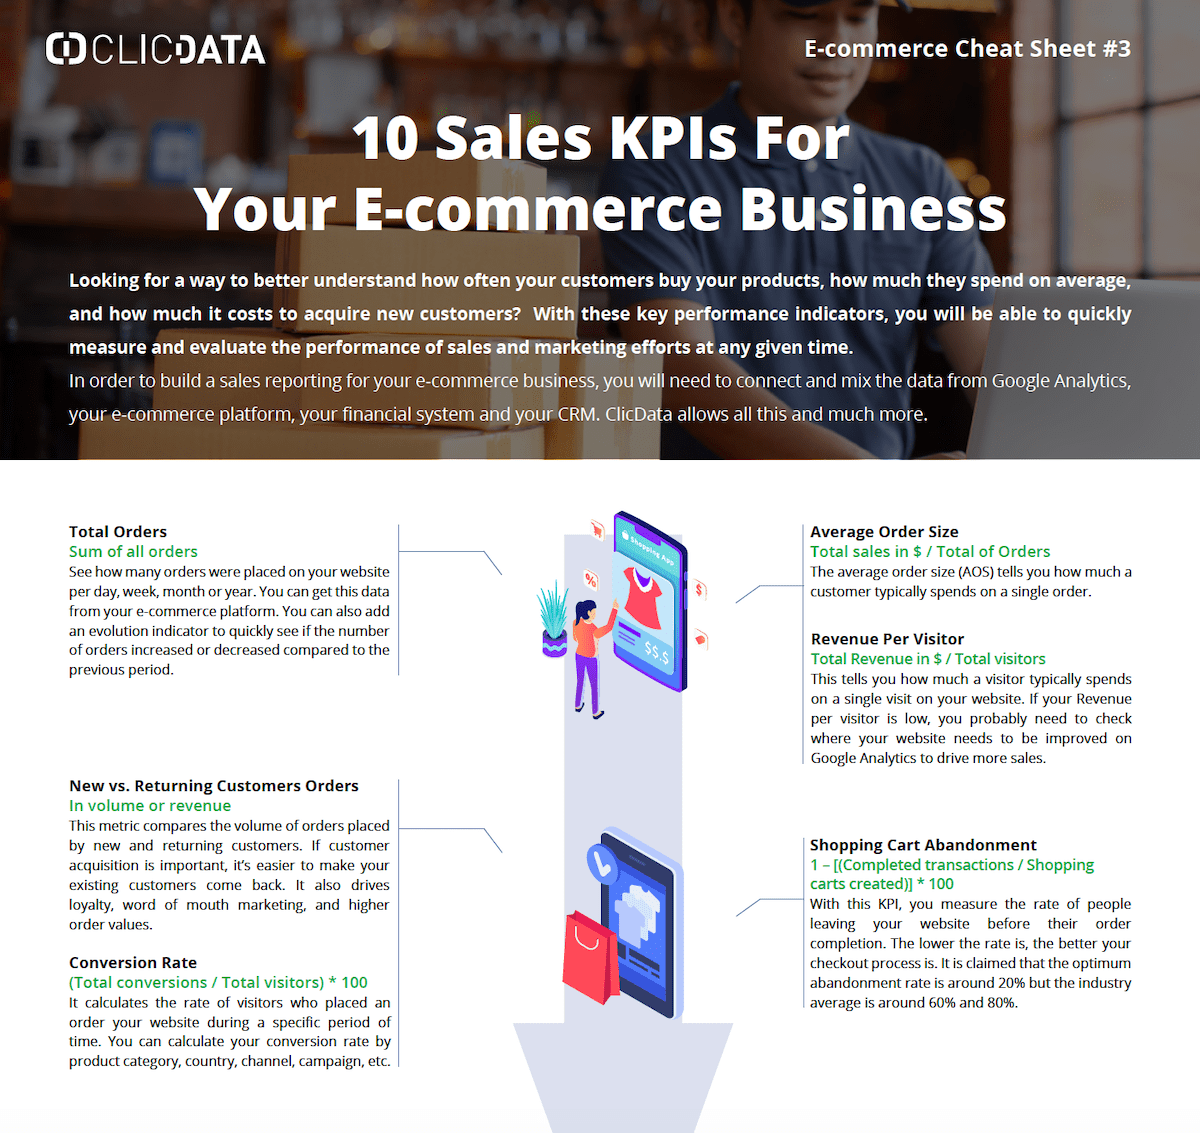 CLICDATA
E-commerce Cheat Sheet #3
10 Sales KPIs For
Your E-commerce Business
Looking for a way to better understand how often your customers buy your products, how much they spend on average,
and how much it costs to acquire new customers?  With these key performance indicators, you will be able to quickly
measure and evaluate the performance of sales and marketing efforts at any given time.
In order to build a sales reporting for your e-commerce business, you will need to connect and mix the data from Google Analytics,
your e-commerce platform, your financial system and your CRM. ClicData allows all this and much more.
Total Orders
Sum of all orders
See how many orders were placed on your website
per day, week, month or year. You can get this data
from your e-commerce platform. You can also add
an evolution indicator to quickly see if the number
of orders increased or decreased compared to the
previous period.
New vs. Returning Customers Orders
In volume or revenue
This metric compares the volume of orders placed
by new and returning customers. If customer
acquisition is important, it's easier to make your
existing customers come back. It also drives
loyalty, word of mouth marketing, and higher
order values.
Conversion Rate
(Total conversions / Total visitors) * 100
It calculates the rate of visitors who placed an
order your website during a specific period of
time. You can calculate your conversion rate by
product category, country, channel, campaign, etc.
Shopping App
%
$
$$.$
Average Order Size
Total sales in $ / Total of Orders
The average order size (AOS) tells you how much a
customer typically spends on a single order.
Revenue Per Visitor
Total Revenue in $ / Total visitors
This tells you how much a visitor typically spends
on a single visit on your website. If your Revenue
per visitor is low, you probably need to check
where your website needs to be improved on
Google Analytics to drive more sales.
Shopping Cart Abandonment
1 – [(Completed transactions / Shopping
carts created)] * 100
With this KPI, you measure the rate of people
leaving your website before their order
completion. The lower the rate is, the better your
checkout process is. It is claimed that the optimum
abandonment rate is around 20% but the industry
average is around 60% and 80%.